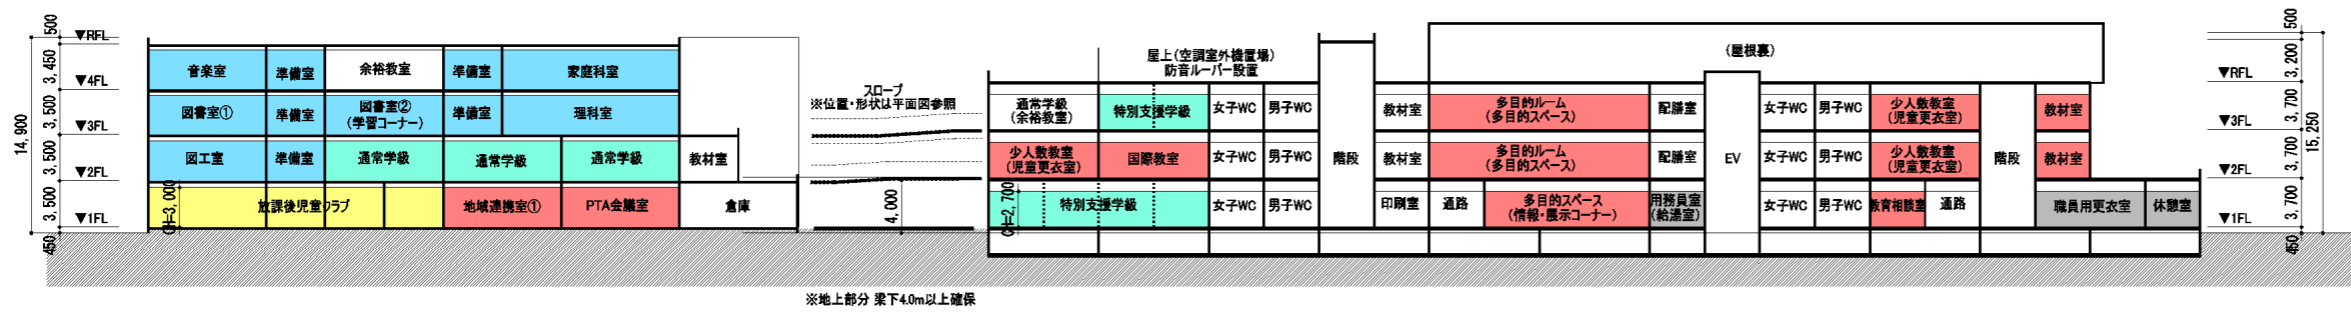 500
▼RFL
3,450
▼4FL
3,500
▼3FL
3,500
▼2FL
3,500
▼1FL
450
14,900
音楽室
準備室
余裕教室
準備室
家庭科室
図書室①
準備室
図書室②
(学習コーナー)
準備室
理科室
図工室
準備室
通常学級
通常学級
通常学級
教材室
CH=3,000
放課後児童クラブ
地域連携室①
PTA会議室
倉庫
スロープ
※位置・形状は平面図参照
4,000
※地上部分 梁下4.0m以上確保
屋上(空調室外機置場)
防音ルーバー設置
(屋根裏)
通常学級
(余裕教室)
特別支援学級
女子WC
男子WC
教材室
多目的ルーム
(多目的スペース)
配膳室
女子WC
男子WC
少人数教室
(児童更衣室)
教材室
少人数教室
(児童更衣室)
国際教室
女子WC
男子WC
階段
教材室
多目的ルーム
(多目的スペース)
配膳室
EV
女子WC
男子WC
少人数教室
(児童更衣室)
階段
教材室
CH=2,700
特別支援学級
女子WC
男子WC
印刷室
通路
多目的スペース
(情報・展示コーナー)
用務員室
(給湯室)
女子WC
男子WC
教育相談室
通路
職員用更衣室
休憩室
500
3,200
▼RFL
3,700
▼3FL
3,700
▼2FL
3,700
▼1FL
450
15,250